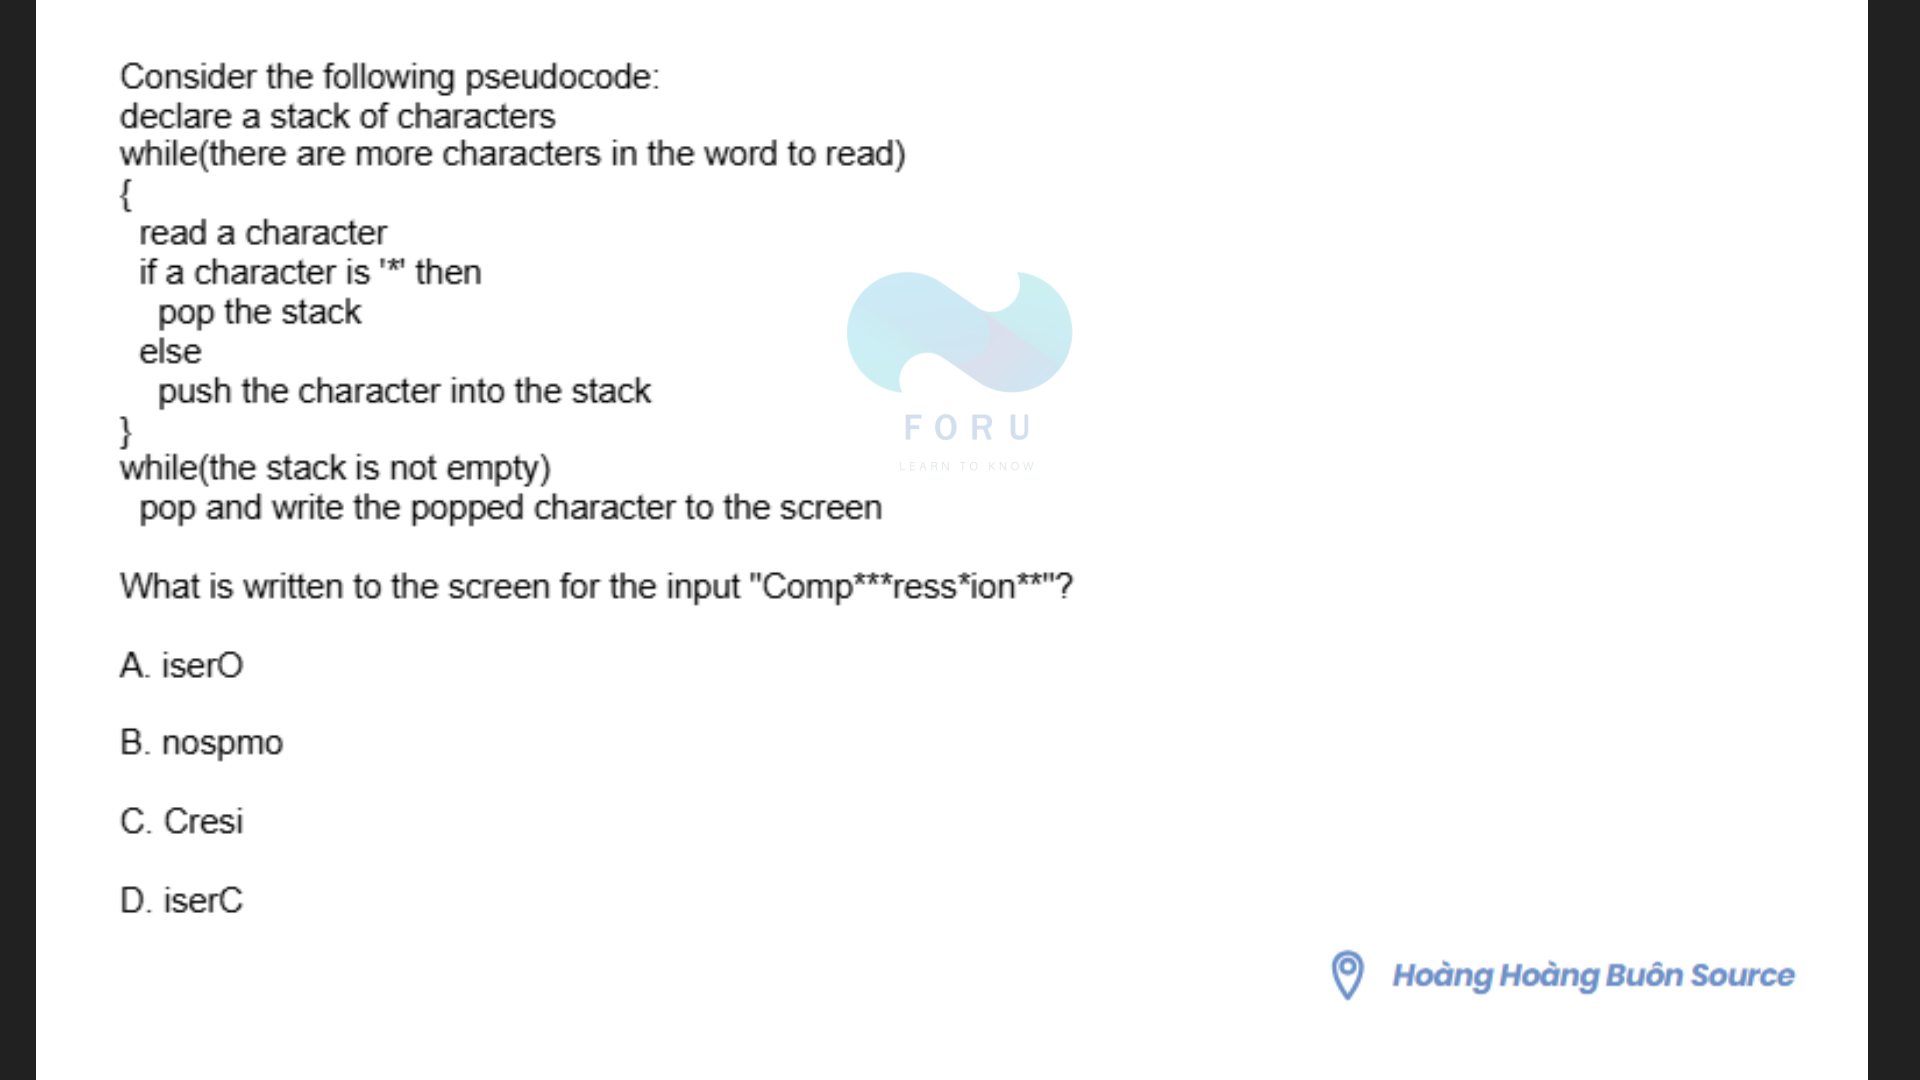 Consider the following pseudocode:
declare a stack of characters
while(there are more characters in the word to read)
{
read a character
if a character is '*' then
pop the stack
else
push the character into the stack
}
while(the stack is not empty)
pop and write the popped character to the screen
What is written to the screen for the input "Comp***ress*ion**"?
A. iserO
B. nospmo
C. Cresi
D. iserC
FORU
LEARN TO KNOW
Hoàng Hoàng Buôn Source